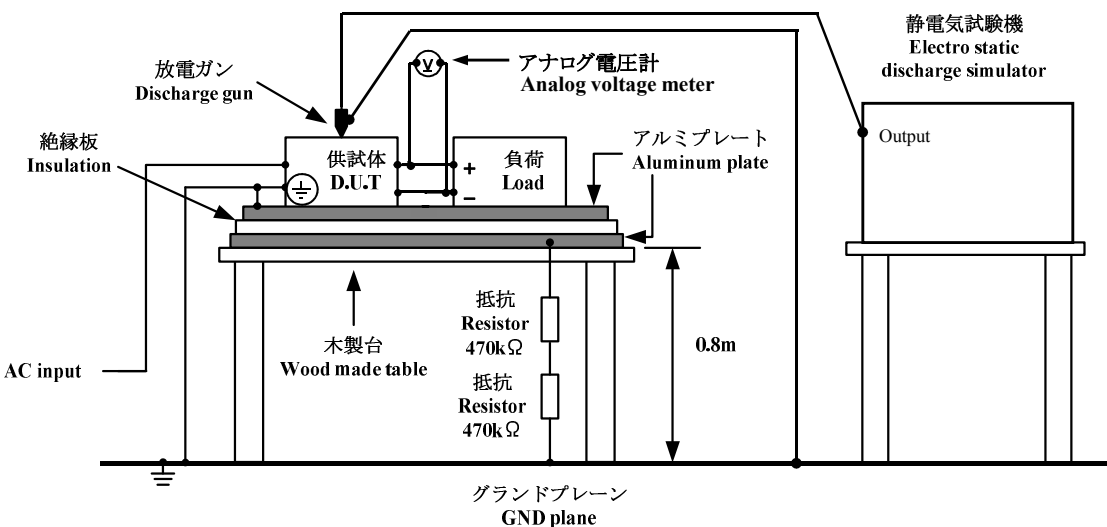 静電気試験機
Electro static
discharge simulator
アナログ電圧計
Analog voltage meter
V
放電ガン
Discharge gun
Output
絶縁板
Insulation
供試体
D.U.T
+
−
負荷
Load
アルミプレート
Aluminum plate
抵抗
Resistor
470kΩ
0.8m
木製台
Wood made table
AC input
抵抗
Resistor
470kΩ
グランドプレーン
GND plane